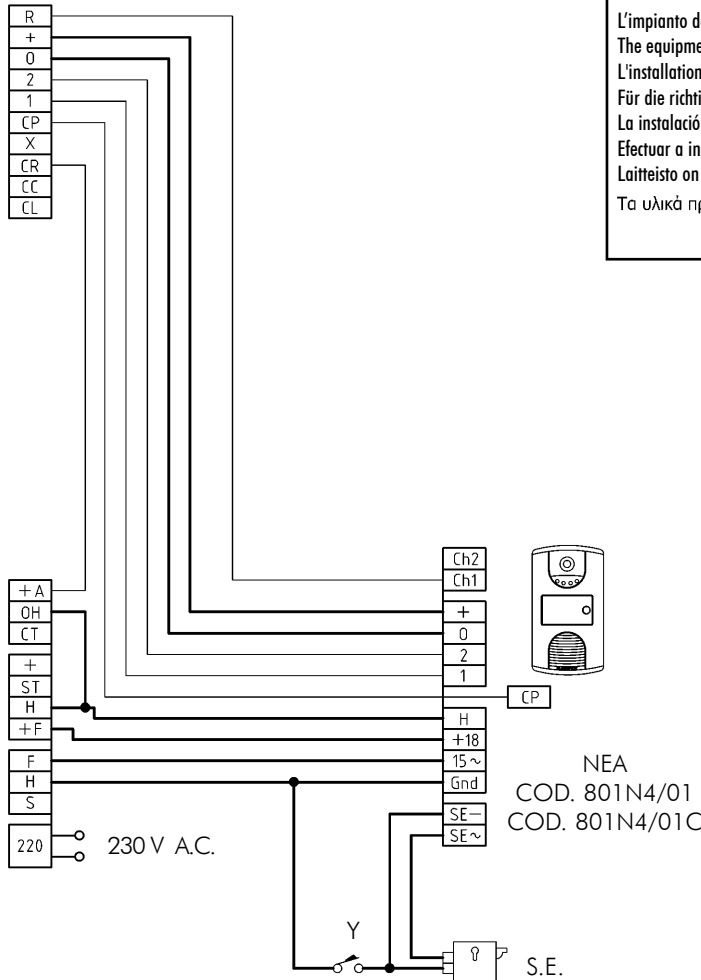 R
+
0
2
1
CP
X
CR
CC
CL
L'impianto
The equipme
L'installation
Für die richti
La instalació
Efectuar a in
Laitteisto on
Τα υλικά
+A
OH
CT
+
ST
H
+F
F
H
S
220
230 V A.C.
Ch2
Ch1
+
0
2
1
CP
H
+18
15~
Gnd
SE−
SE~
NEA
COD. 801N4/01
COD. 801N4/01C
Y
S.E.